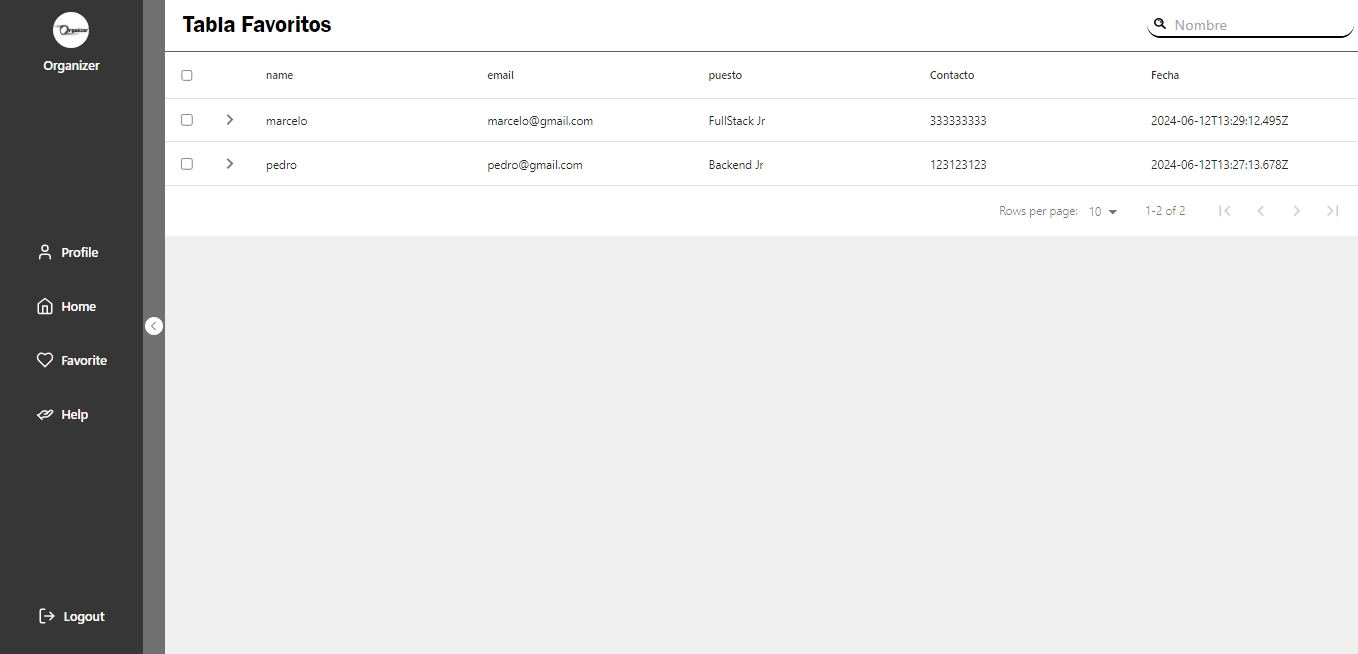 Organizer
Organizer
Profile
Home
Favorite
Help
Logout
Tabla Favoritos
Nombre
name email puesto Contacto Fecha
marcelo marcelo@gmail.com FullStack Jr 333333333 2024-06-12T13:29:12.495Z
pedro pedro@gmail.com Backend Jr 123123123 2024-06-12T13:27:13.678Z
Rows per page: 10 1-2 of 2